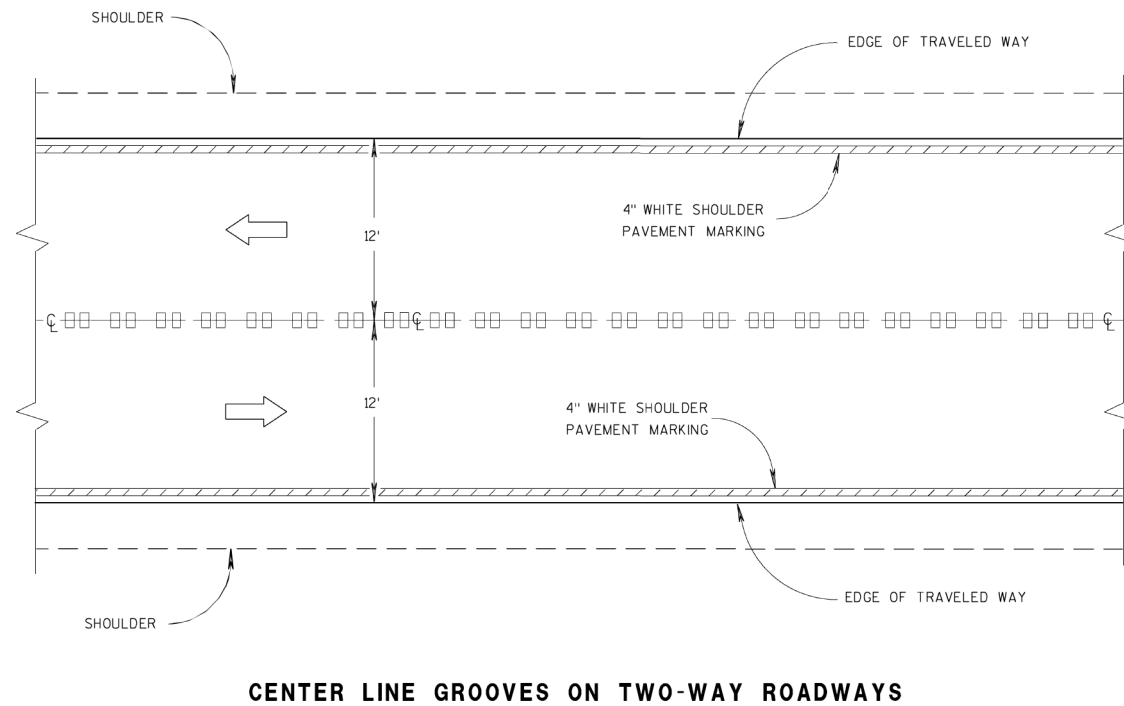 SHOULDER
EDGE OF TRAVELED WAY
4" WHITE SHOULDER
PAVEMENT MARKING
12'
℄ ℄ ℄
12'
4" WHITE SHOULDER
PAVEMENT MARKING
EDGE OF TRAVELED WAY
SHOULDER
CENTER LINE GROOVES ON TWO-WAY ROADWAYS